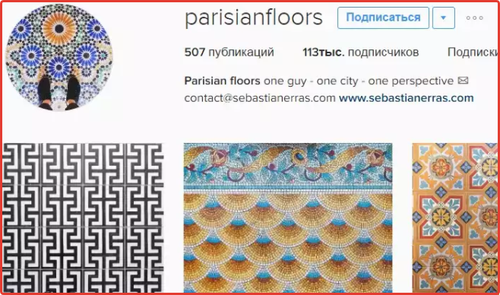 parisianfloors
Подписаться
507 публикаций 113тыс. подписчиков Подписки
Parisian floors one guy - one city - one perspective
contact@sebastianerras.com www.sebastianerras.com